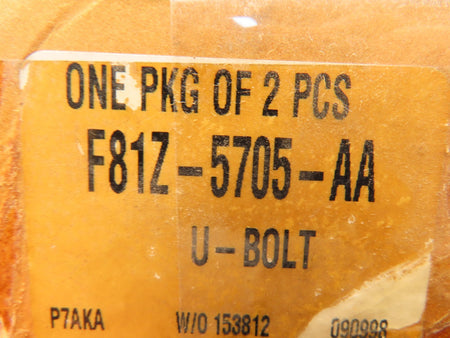 ONE PKG OF 2 PCS
F81Z-5705-AA
U-BOLT
P7AKA W/O 153812 090998